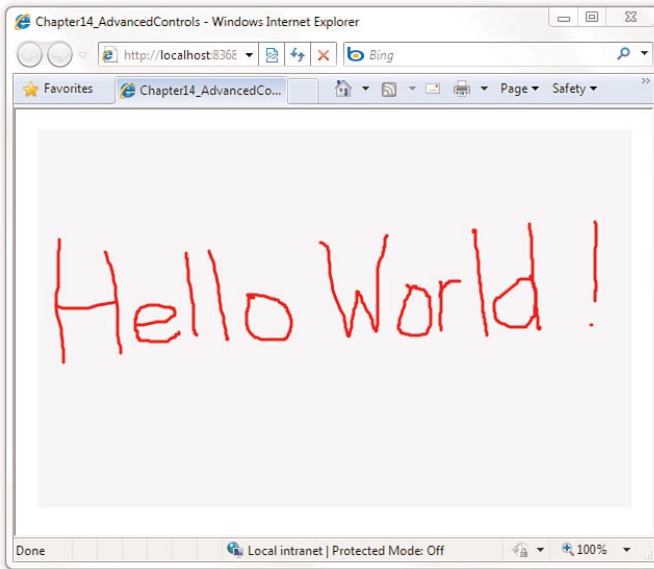 Chapter14_AdvancedControls - Windows Internet Explorer
http://localhost:8368 Bing
Favorites Chapter14_AdvancedCo... Page Safety »
Hello World!
Done Local intranet | Protected Mode: Off 100%